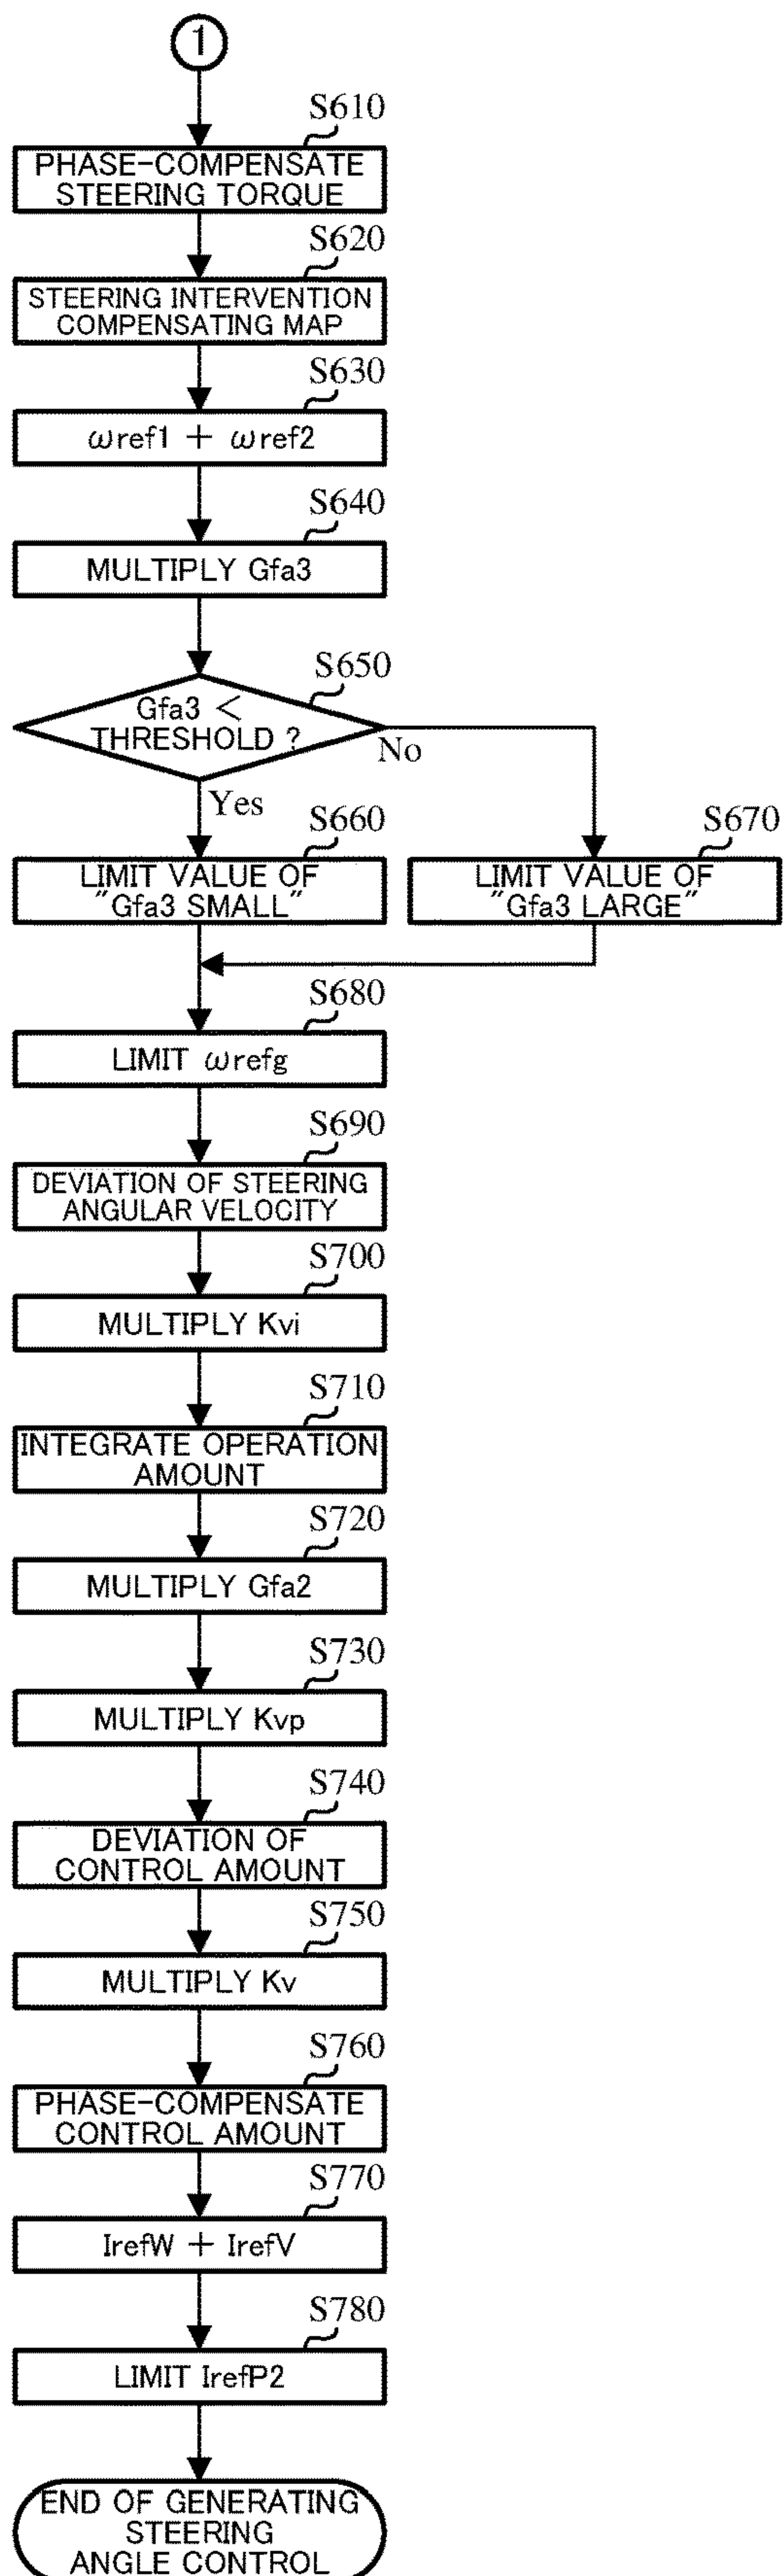 1
S610
PHASE-COMPENSATE
STEERING TORQUE
S620
STEERING INTERVENTION
COMPENSATING MAP
S630
ωref1 + ωref2
S640
MULTIPLY Gfa3
S650
Gfa3 <
THRESHOLD ?
No
Yes
S660
LIMIT VALUE OF
"Gfa3 SMALL"
S670
LIMIT VALUE OF
"Gfa3 LARGE"
S680
LIMIT ωrefg
S690
DEVIATION OF STEERING
ANGULAR VELOCITY
S700
MULTIPLY Kvi
S710
INTEGRATE OPERATION
AMOUNT
S720
MULTIPLY Gfa2
S730
MULTIPLY Kvp
S740
DEVIATION OF
CONTROL AMOUNT
S750
MULTIPLY Kv
S760
PHASE-COMPENSATE
CONTROL AMOUNT
S770
IrefW + IrefV
S780
LIMIT IrefP2
END OF GENERATING
STEERING
ANGLE CONTROL